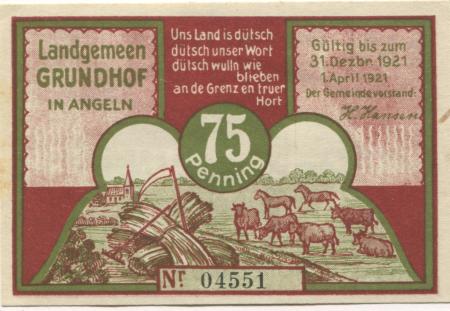 Landgemeen
GRUNDHOF
IN ANGELN
Uns Land is dütsch
dütsch unser Wort
dütsch wulln wie
blieben
an de Grenz en truer
Hort
Gültig bis zum
31. Dezbr. 1921
1. April 1921
Der Gemeindevorstand:
H. Hansen
75
Penning
Nr. 04551